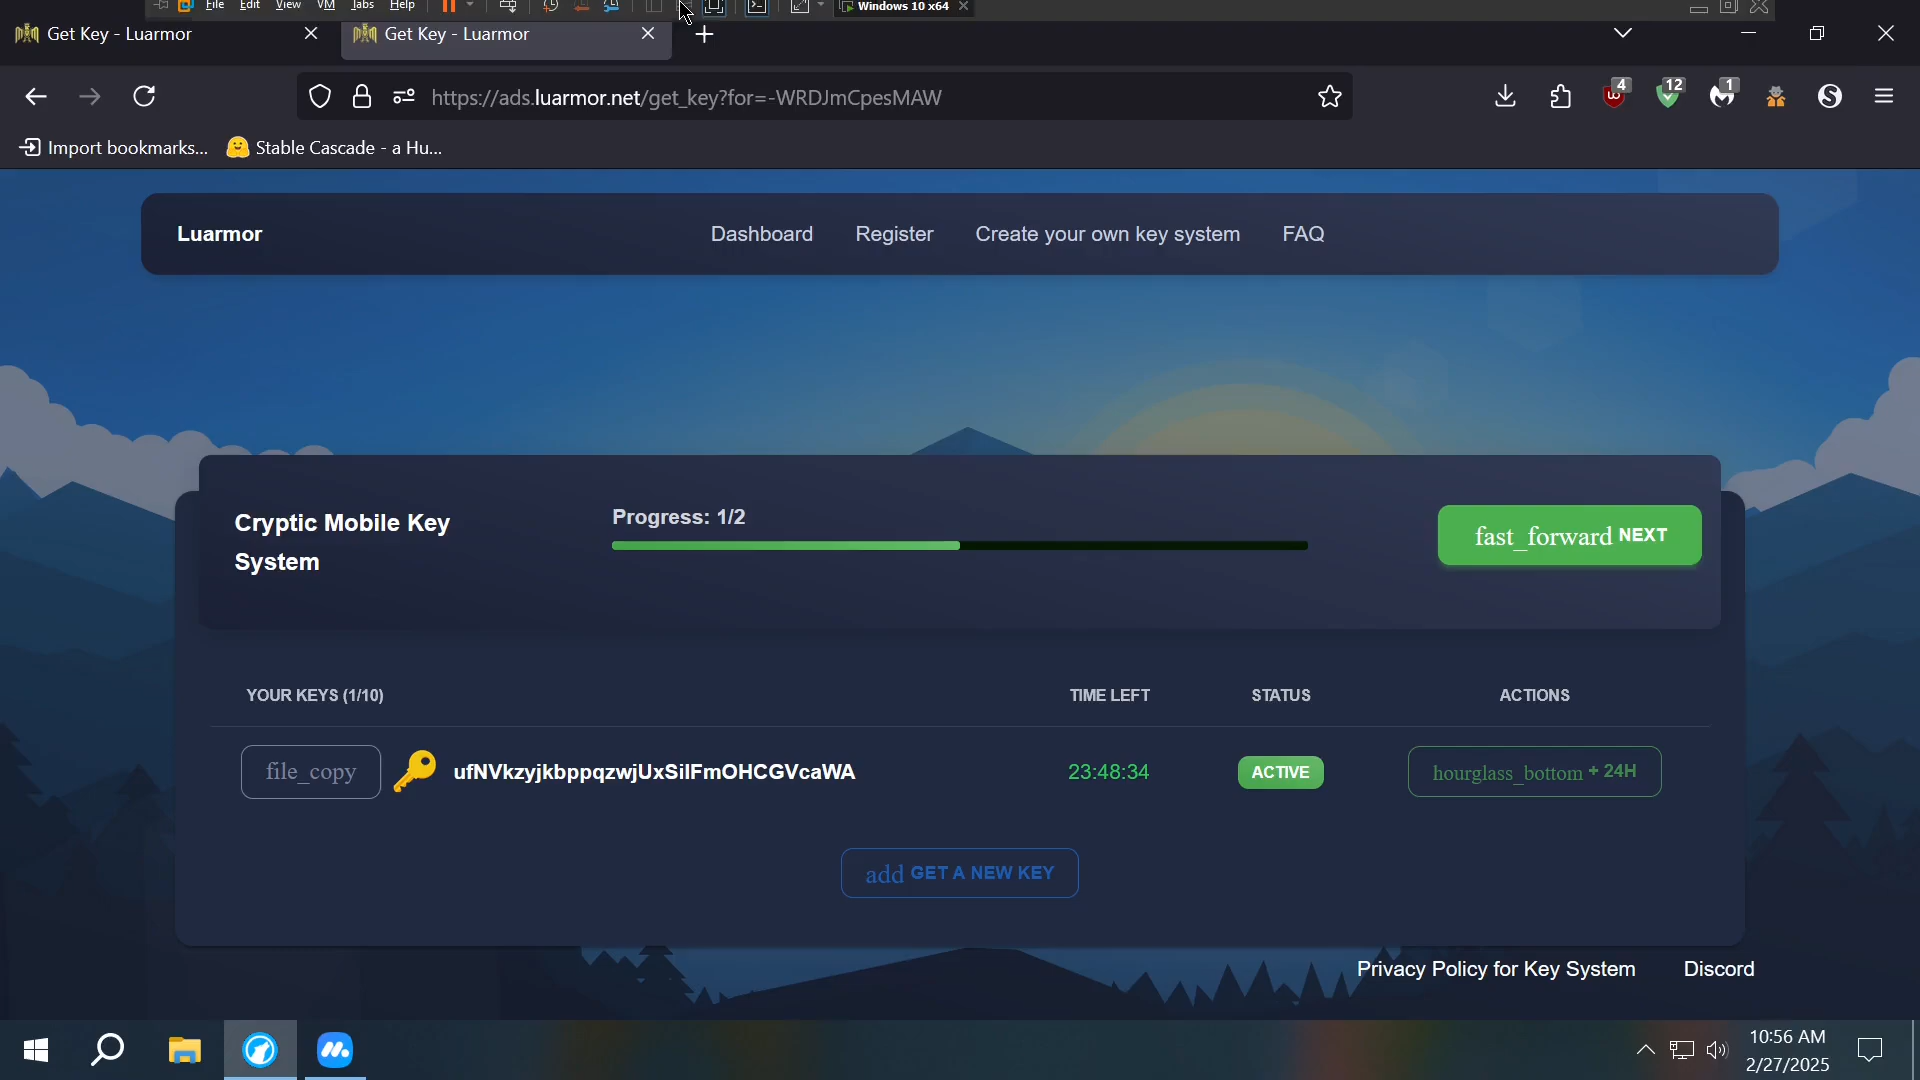 File Edit View VM Tabs Help Windows 10 x64
Get Key - Luarmor Get Key - Luarmor
https://ads.luarmor.net/get_key?for=-WRDJmCpesMAW 4 12 1
Import bookmarks... Stable Cascade - a Hu...
Luarmor Dashboard Register Create your own key system FAQ
Cryptic Mobile Key
System
Progress: 1/2
fast_forward NEXT
YOUR KEYS (1/10) TIME LEFT STATUS ACTIONS
file_copy ufNVkzyjkbppqzwjUxSilFmOHCGVcaWA 23:48:34 ACTIVE hourglass_bottom + 24H
add GET A NEW KEY
Privacy Policy for Key System Discord
10:56 AM
2/27/2025